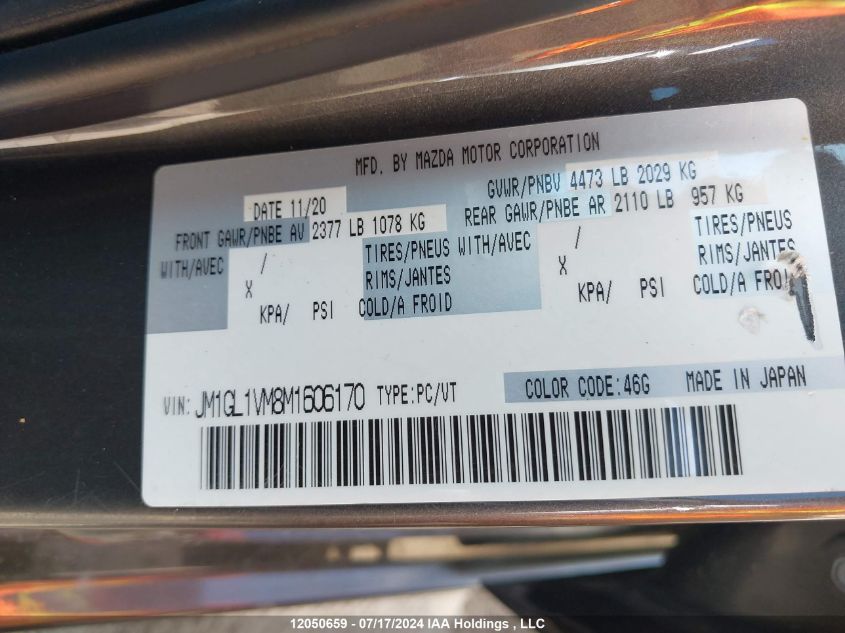 MFD. BY MAZDA MOTOR CORPORATION
DATE 11/20 GVWR/PNBV 4473 LB 2029 KG
FRONT GAWR/PNBE AV 2377 LB 1078 KG REAR GAWR/PNBE AR 2110 LB 957 KG
WITH/AVEC / TIRES/PNEUS WITH/AVEC / TIRES/PNEUS
X RIMS/JANTES X RIMS/JANTES
KPA/ PSI COLD/A FROID KPA/ PSI COLD/A FROID
VIN: JM1GL1VM8M1606170 TYPE:PC/VT COLOR CODE:46G MADE IN JAPAN
12050659 - 07/17/2024 IAA Holdings , LLC